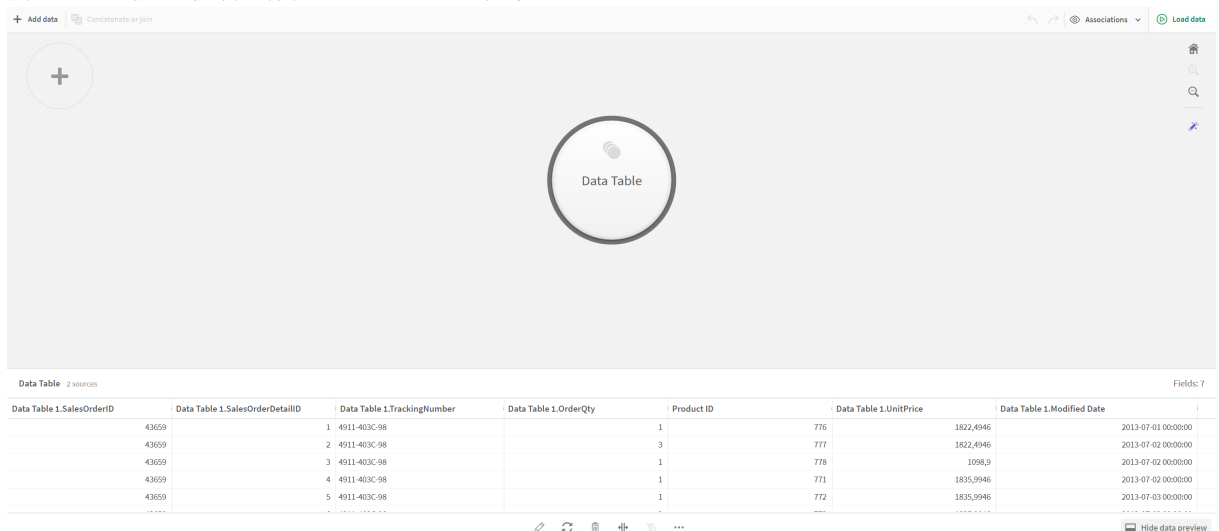 + Add data Concatenate or join Associations Load data
Data Table
Data Table 2 sources Fields: 7
Data Table 1.SalesOrderID Data Table 1.SalesOrderDetailID Data Table 1.TrackingNumber Data Table 1.OrderQty Product ID Data Table 1.UnitPrice Data Table 1.Modified Date
43659 1 4911-403C-98 1 776 1822,4946 2013-07-01 00:00:00
43659 2 4911-403C-98 3 777 1822,4946 2013-07-02 00:00:00
43659 3 4911-403C-98 1 778 1098,9 2013-07-02 00:00:00
43659 4 4911-403C-98 1 771 1835,9946 2013-07-02 00:00:00
43659 5 4911-403C-98 1 772 1835,9946 2013-07-03 00:00:00
Hide data preview